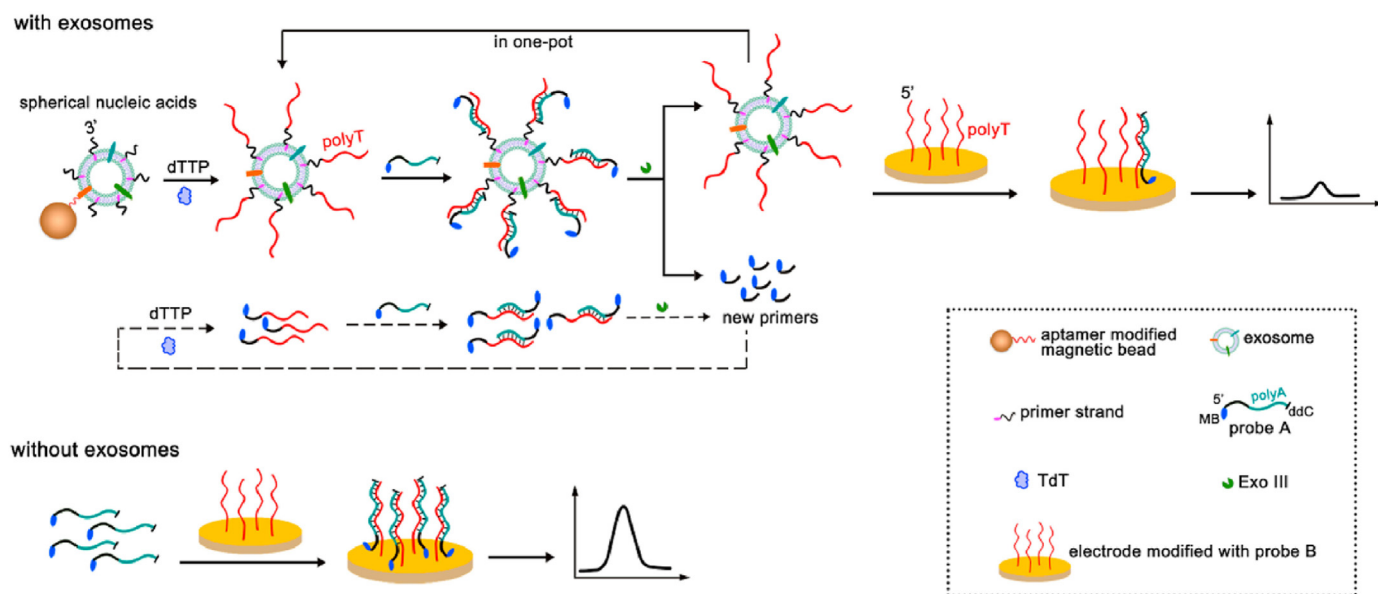 with exosomes
in one-pot
spherical nucleic acids
3'
dTTP
polyT
5'
polyT
dTTP
new primers
aptamer modified
magnetic bead
exosome
primer strand
5'
polyA
MB
ddC
probe A
TdT
Exo III
electrode modified with probe B
without exosomes